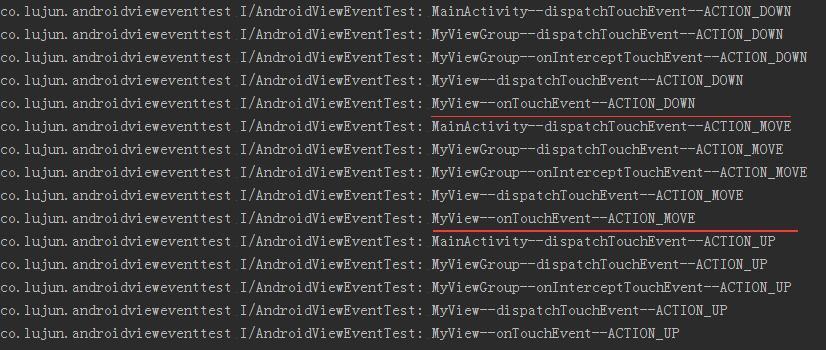 co.lujun.androidvieweventtest I/AndroidViewEventTest: MainActivity--dispatchTouchEvent--ACTION_DOWN
co.lujun.androidvieweventtest I/AndroidViewEventTest: MyViewGroup--dispatchTouchEvent--ACTION_DOWN
co.lujun.androidvieweventtest I/AndroidViewEventTest: MyViewGroup--onInterceptTouchEvent--ACTION_DOWN
co.lujun.androidvieweventtest I/AndroidViewEventTest: MyView--dispatchTouchEvent--ACTION_DOWN
co.lujun.androidvieweventtest I/AndroidViewEventTest: MyView--onTouchEvent--ACTION_DOWN
co.lujun.androidvieweventtest I/AndroidViewEventTest: MainActivity--dispatchTouchEvent--ACTION_MOVE
co.lujun.androidvieweventtest I/AndroidViewEventTest: MyViewGroup--dispatchTouchEvent--ACTION_MOVE
co.lujun.androidvieweventtest I/AndroidViewEventTest: MyViewGroup--onInterceptTouchEvent--ACTION_MOVE
co.lujun.androidvieweventtest I/AndroidViewEventTest: MyView--dispatchTouchEvent--ACTION_MOVE
co.lujun.androidvieweventtest I/AndroidViewEventTest: MyView--onTouchEvent--ACTION_MOVE
co.lujun.androidvieweventtest I/AndroidViewEventTest: MainActivity--dispatchTouchEvent--ACTION_UP
co.lujun.androidvieweventtest I/AndroidViewEventTest: MyViewGroup--dispatchTouchEvent--ACTION_UP
co.lujun.androidvieweventtest I/AndroidViewEventTest: MyViewGroup--onInterceptTouchEvent--ACTION_UP
co.lujun.androidvieweventtest I/AndroidViewEventTest: MyView--dispatchTouchEvent--ACTION_UP
co.lujun.androidvieweventtest I/AndroidViewEventTest: MyView--onTouchEvent--ACTION_UP